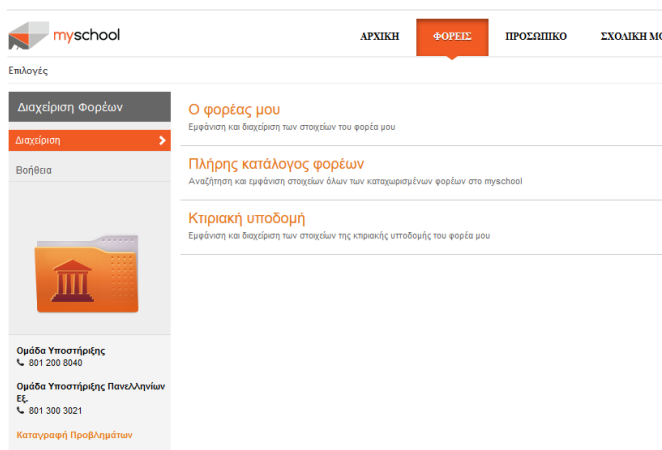 myschool
ΑΡΧΙΚΗ ΦΟΡΕΙΣ ΠΡΟΣΩΠΙΚΟ ΣΧΟΛΙΚΗ ΜΟ
Επιλογές
Διαχείριση Φορέων
Διαχείριση
Βοήθεια
Ο φορέας μου
Εμφάνιση και διαχείριση των στοιχείων του φορέα μου
Πλήρης κατάλογος φορέων
Αναζήτηση και εμφάνιση στοιχείων όλων των καταχωρισμένων φορέων στο myschool
Κτιριακή υποδομή
Εμφάνιση και διαχείριση των στοιχείων της κτιριακής υποδομής του φορέα μου
Ομάδα Υποστήριξης
801 200 8040
Ομάδα Υποστήριξης Πανελληνίων
Εξ.
801 300 3021
Καταγραφή Προβλημάτων